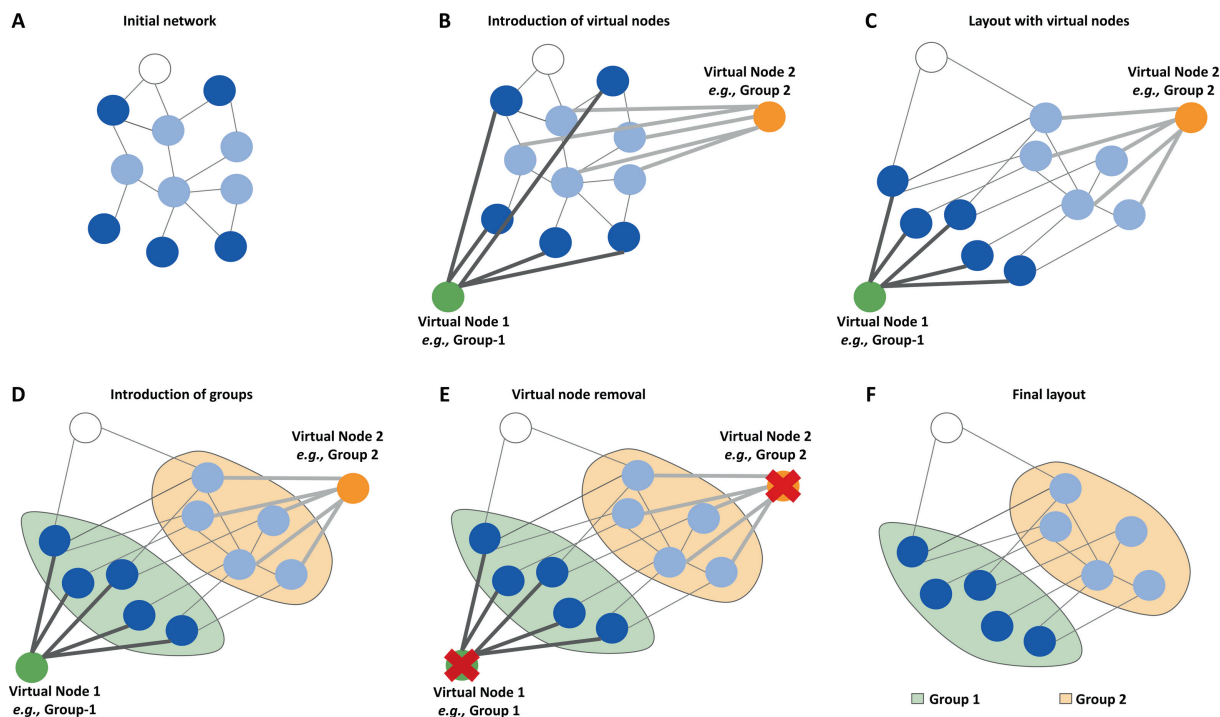 A
Initial network
B
Introduction of virtual nodes
Virtual Node 2
e.g., Group 2
Virtual Node 1
e.g., Group-1
C
Layout with virtual nodes
Virtual Node 2
e.g., Group 2
Virtual Node 1
e.g., Group-1
D
Introduction of groups
Virtual Node 2
e.g., Group 2
Virtual Node 1
e.g., Group-1
E
Virtual node removal
Virtual Node 2
e.g., Group 2
Virtual Node 1
e.g., Group 1
F
Final layout
Group 1
Group 2